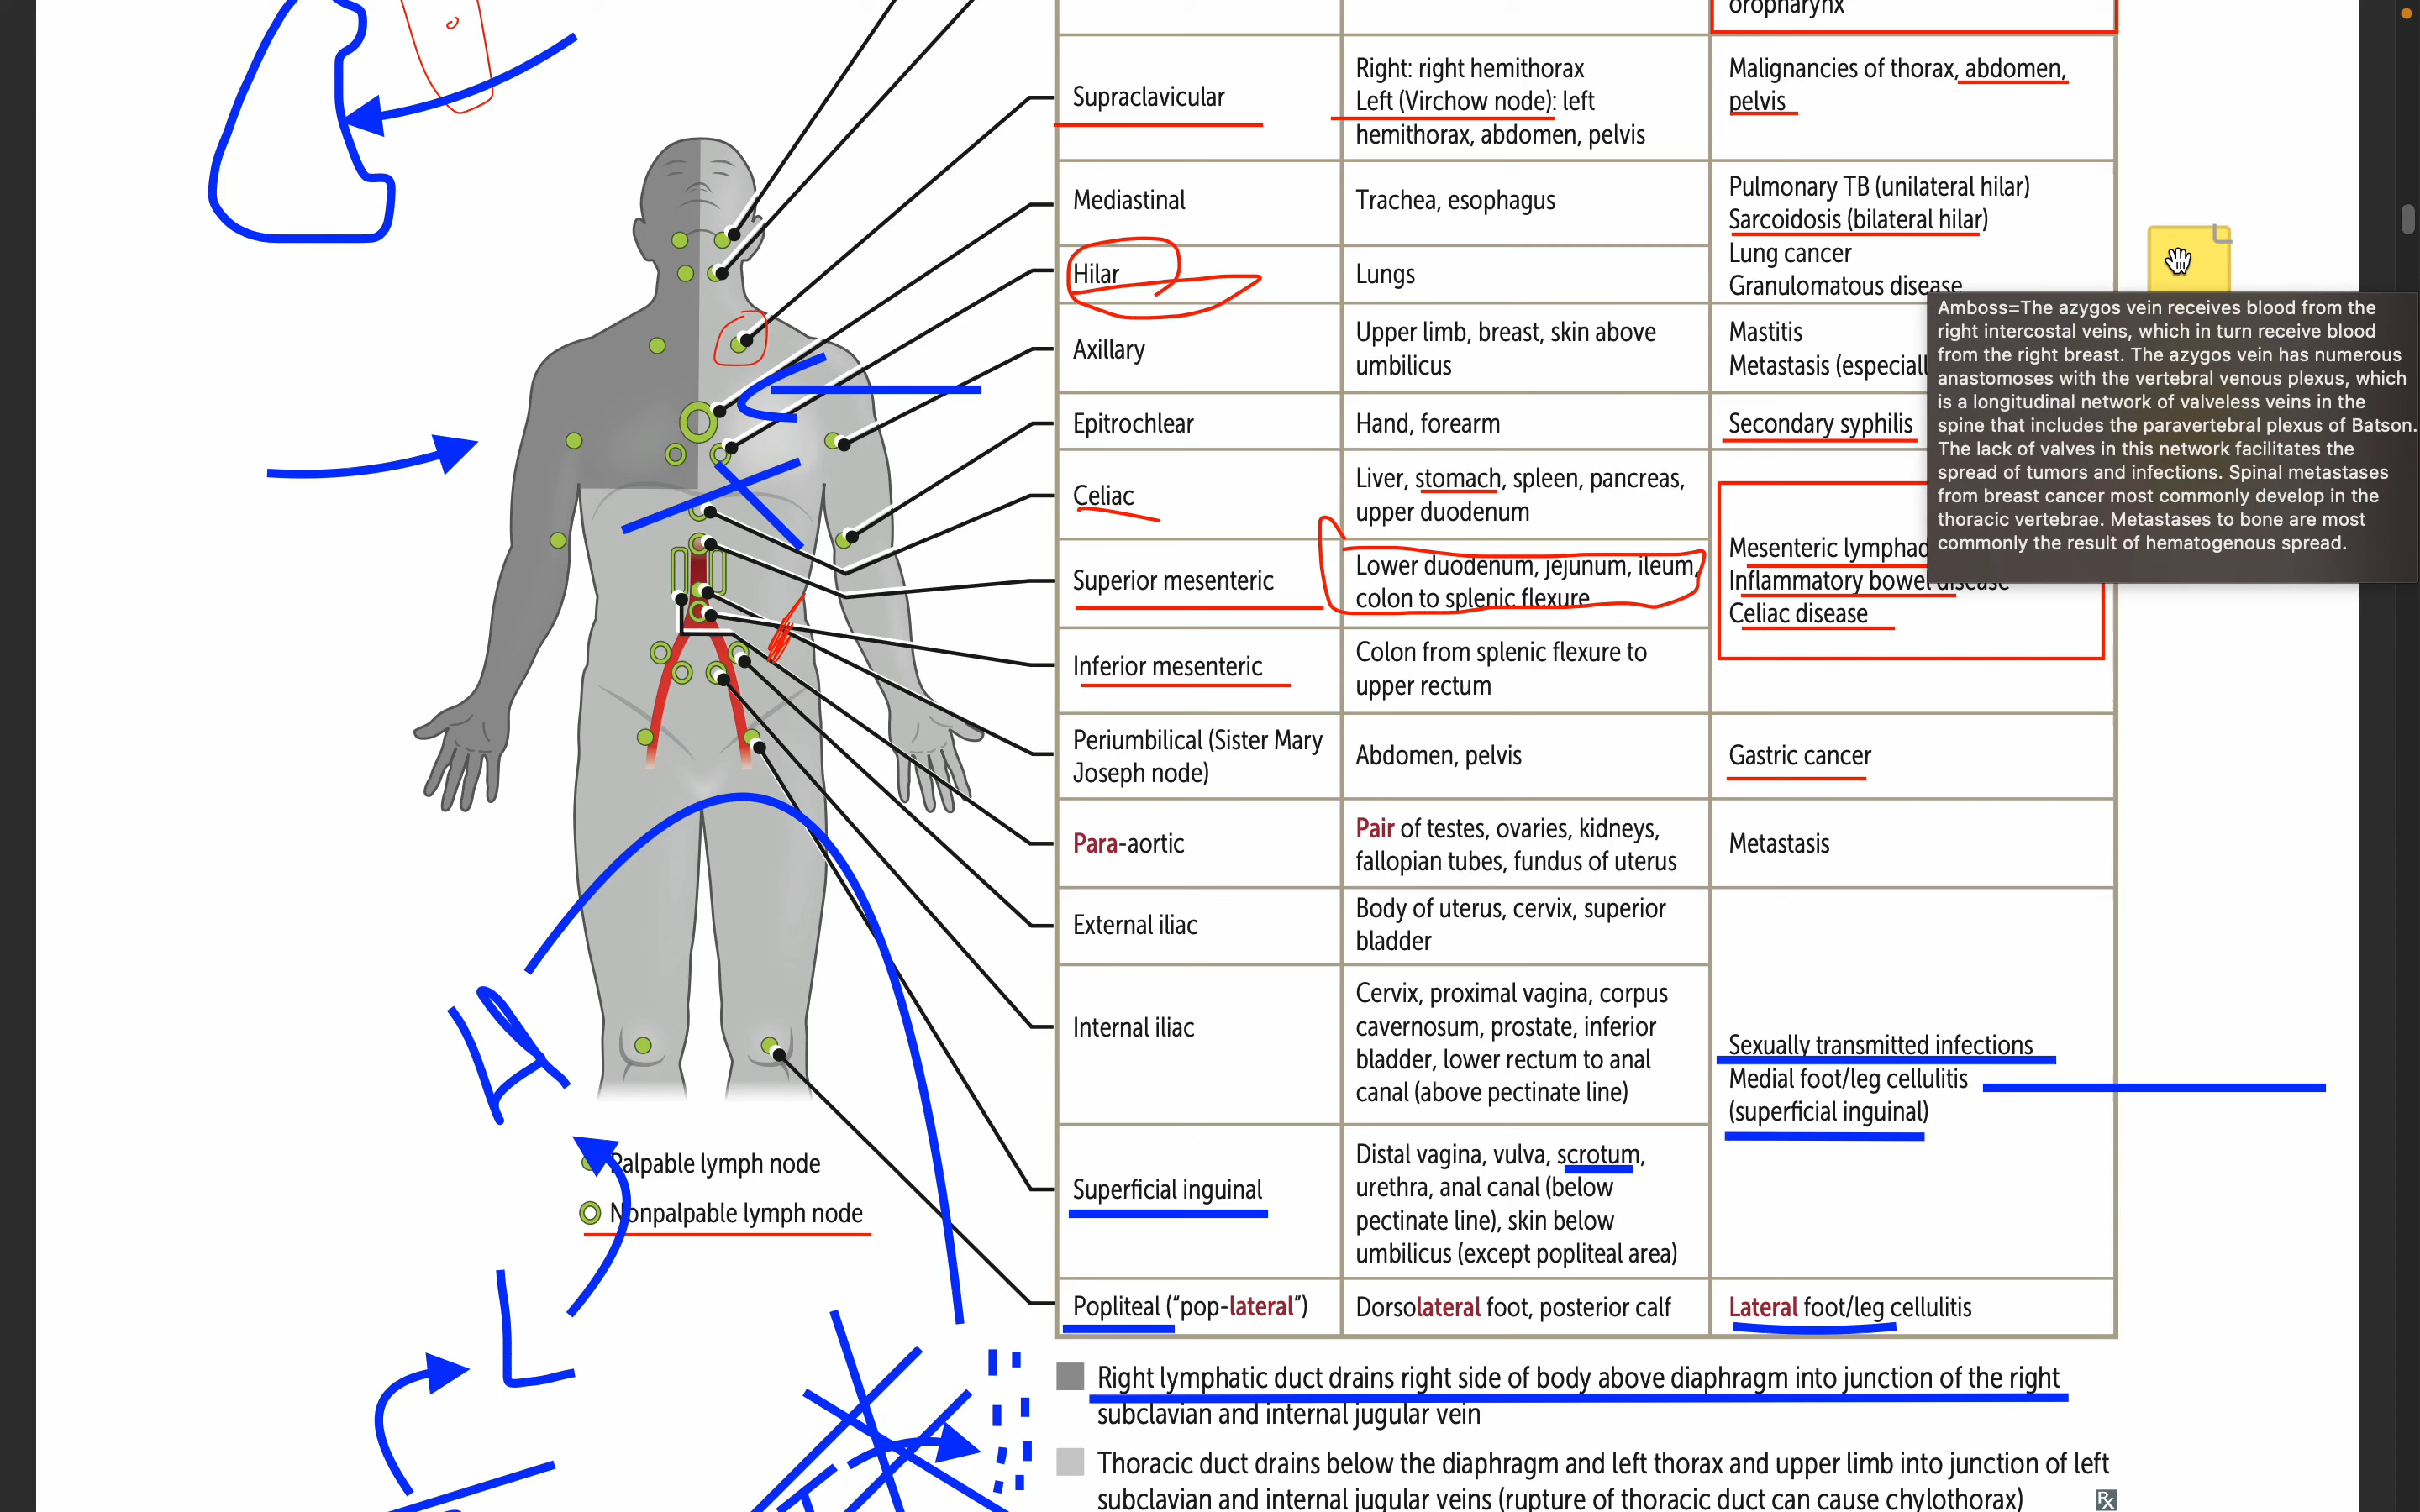 oropharynx
Supraclavicular
Right: right hemithorax
Left (Virchow node): left
hemithorax, abdomen, pelvis
Malignancies of thorax, abdomen,
pelvis
Mediastinal
Trachea, esophagus
Pulmonary TB (unilateral hilar)
Sarcoidosis (bilateral hilar)
Lung cancer
Granulomatous disease
Hilar
Lungs
Axillary
Upper limb, breast, skin above
umbilicus
Mastitis
Metastasis (especiall
Epitrochlear
Hand, forearm
Secondary syphilis
Celiac
Liver, stomach, spleen, pancreas,
upper duodenum
Mesenteric lymphad
Inflammatory bowel disease
Celiac disease
Superior mesenteric
Lower duodenum, jejunum, ileum,
colon to splenic flexure
Inferior mesenteric
Colon from splenic flexure to
upper rectum
Periumbilical (Sister Mary
Joseph node)
Abdomen, pelvis
Gastric cancer
Para-aortic
Pair of testes, ovaries, kidneys,
fallopian tubes, fundus of uterus
Metastasis
External iliac
Body of uterus, cervix, superior
bladder
Internal iliac
Cervix, proximal vagina, corpus
cavernosum, prostate, inferior
bladder, lower rectum to anal
canal (above pectinate line)
Sexually transmitted infections
Medial foot/leg cellulitis
(superficial inguinal)
Superficial inguinal
Distal vagina, vulva, scrotum,
urethra, anal canal (below
pectinate line), skin below
umbilicus (except popliteal area)
Popliteal (“pop-lateral”)
Dorsolateral foot, posterior calf
Lateral foot/leg cellulitis
Amboss=The azygos vein receives blood from the
right intercostal veins, which in turn receive blood
from the right breast. The azygos vein has numerous
anastomoses with the vertebral venous plexus, which
is a longitudinal network of valveless veins in the
spine that includes the paravertebral plexus of Batson.
The lack of valves in this network facilitates the
spread of tumors and infections. Spinal metastases
from breast cancer most commonly develop in the
thoracic vertebrae. Metastases to bone are most
commonly the result of hematogenous spread.
Palpable lymph node
Nonpalpable lymph node
Right lymphatic duct drains right side of body above diaphragm into junction of the right
subclavian and internal jugular vein
Thoracic duct drains below the diaphragm and left thorax and upper limb into junction of left
subclavian and internal jugular veins (rupture of thoracic duct can cause chylothorax)
Rx